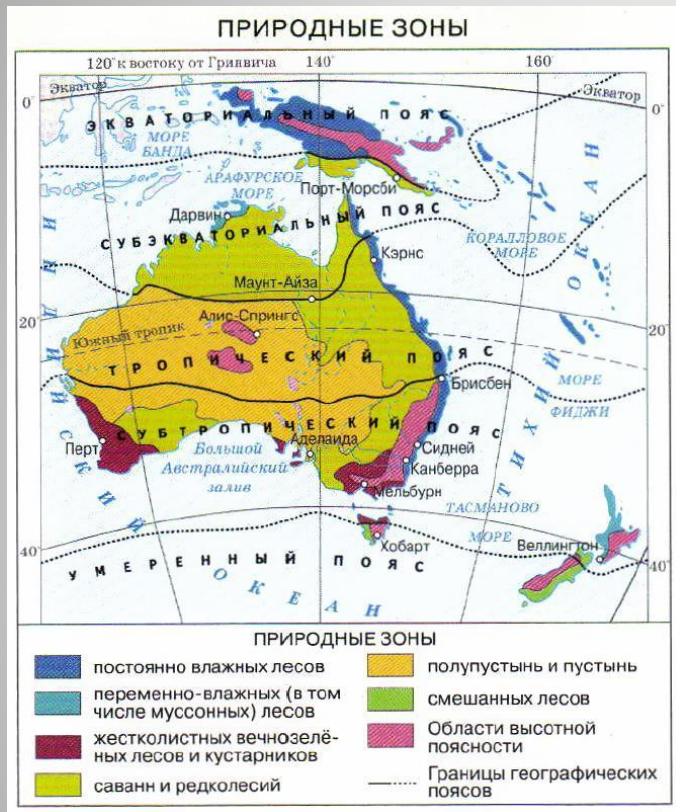 ПРИРОДНЫЕ ЗОНЫ
120° к востоку от Гринвича 140° 160°
Экватор Экватор
0° 0°
ЭКВАТОРИАЛЬНЫЙ ПОЯС
МОРЕ
БАНДА
АРАФУРСКОЕ
МОРЕ
Порт-Морсби
Дарвин
СУБЭКВАТОРИАЛЬНЫЙ ПОЯС
КОРАЛЛОВОЕ
МОРЕ
Кэрнс
Маунт-Айза
20° 20°
Алис-Спрингс
Южный тропик
ТРОПИЧЕСКИЙ ПОЯС
Брисбен
МОРЕ
ФИДЖИ
СУБТРОПИЧЕСКИЙ ПОЯС
Перт
Большой
Австралийский
залив
Аделаида
Сидней
Канберра
Мельбурн
ТАСМАНОВО
МОРЕ
Хобарт
Веллингтон
40° 40°
УМЕРЕННЫЙ ПОЯС
ИНДИЙСКИЙ
ОКЕАН
ТИХИЙ
ОКЕАН
ПРИРОДНЫЕ ЗОНЫ
постоянно влажных лесов
переменно-влажных (в том
числе муссонных) лесов
жестколистных вечнозелё-
ных лесов и кустарников
саванн и редколесий
полупустынь и пустынь
смешанных лесов
Области высотной
поясности
Границы географических
поясов